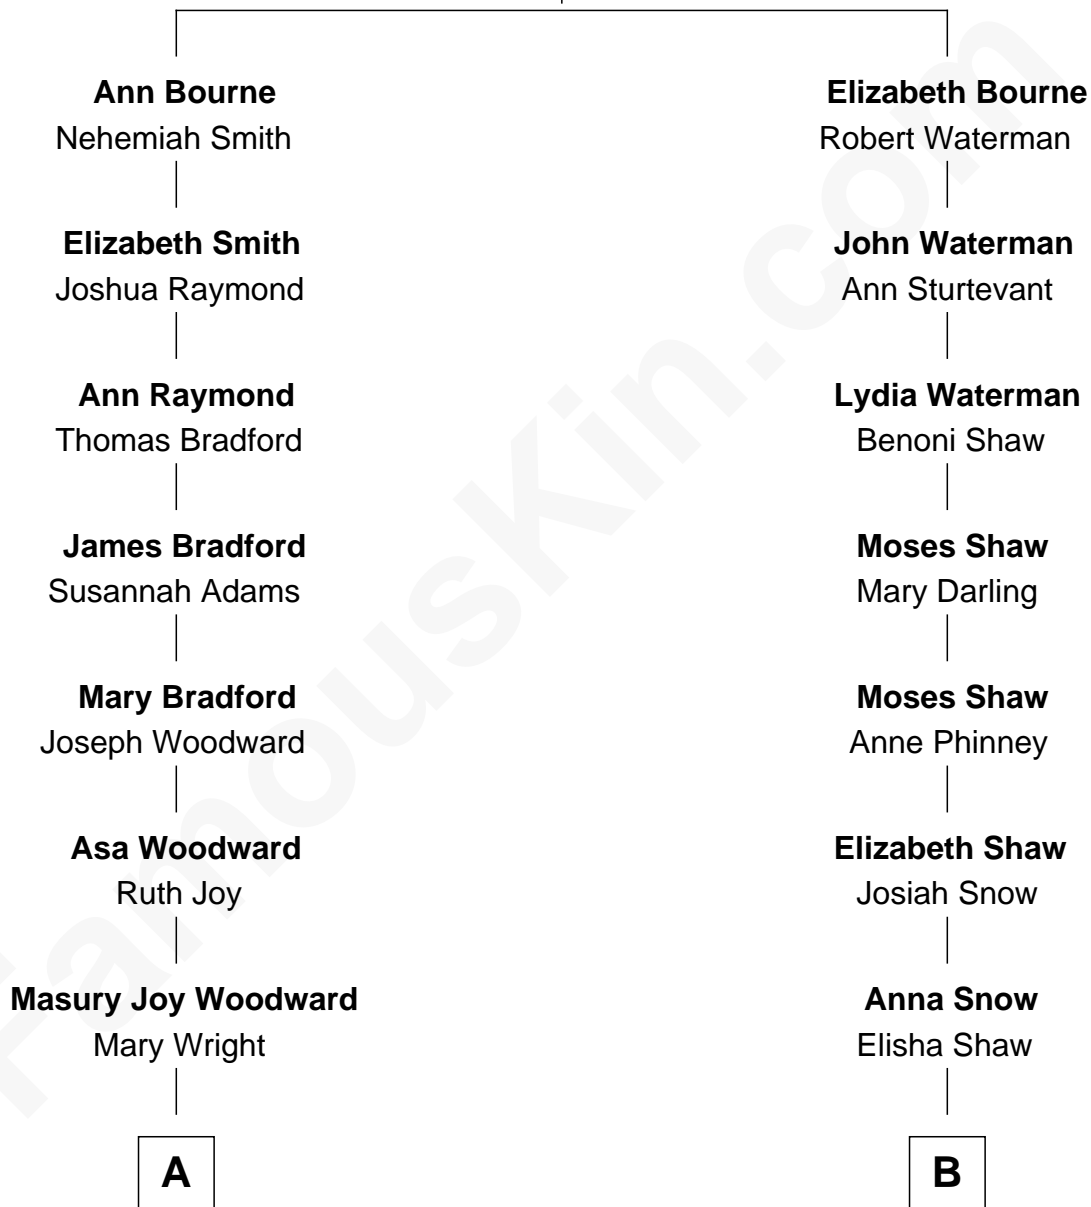 Ann Bourne
Nehemiah Smith
Elizabeth Smith
Joshua Raymond
Ann Raymond
Thomas Bradford
James Bradford
Susannah Adams
Mary Bradford
Joseph Woodward
Asa Woodward
Ruth Joy
Masury Joy Woodward
Mary Wright
A
Elizabeth Bourne
Robert Waterman
John Waterman
Ann Sturtevant
Lydia Waterman
Benoni Shaw
Moses Shaw
Mary Darling
Moses Shaw
Anne Phinney
Elizabeth Shaw
Josiah Snow
Anna Snow
Elisha Shaw
B
FamousKin.com